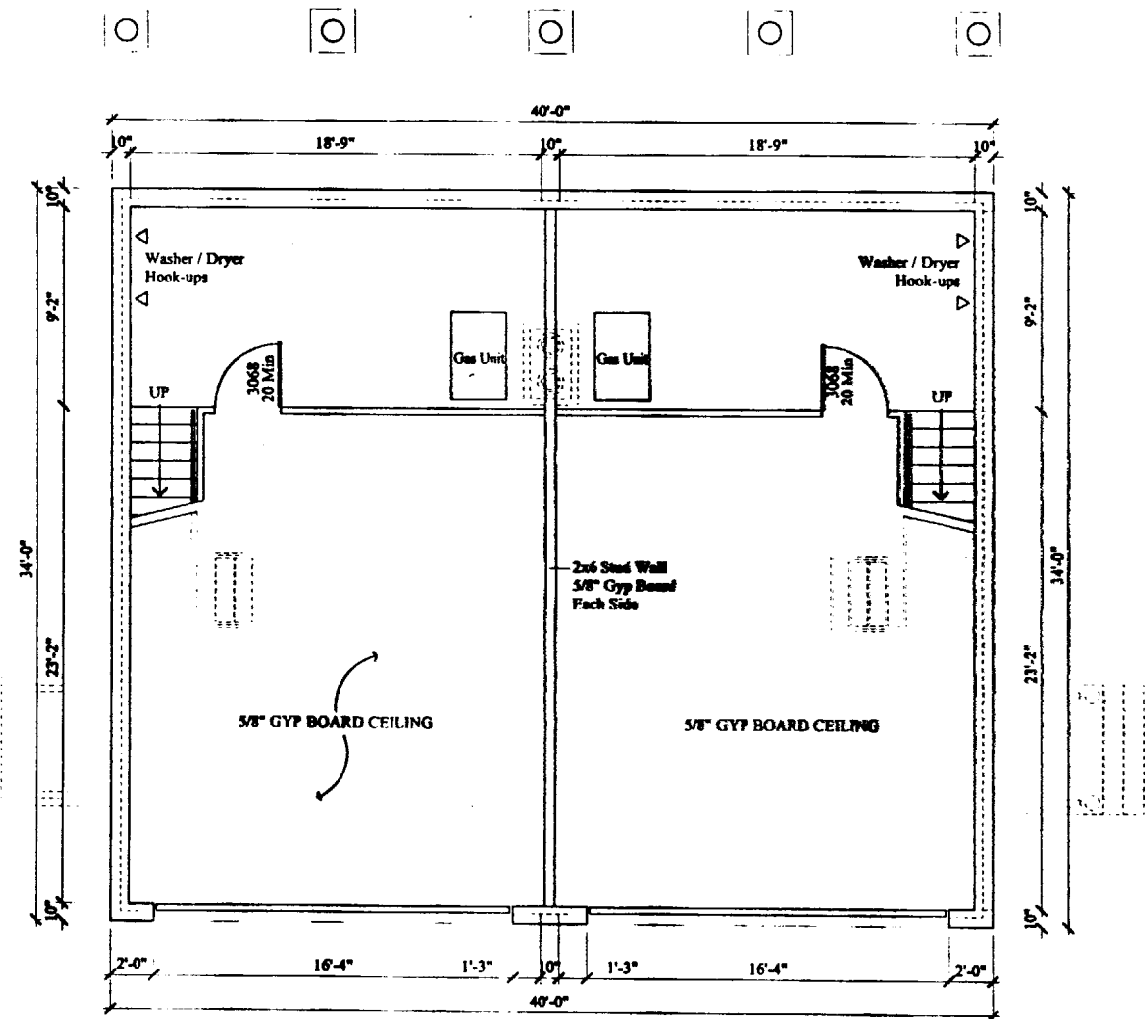 40'-0"
10" 18'-9" 10" 18'-9" 10"
10" 10"
Washer / Dryer
Hook-ups
Washer / Dryer
Hook-ups
9'-2" 9'-2"
Gas Unit Gas Unit
3068
20 Min
3068
20 Min
UP UP
34'-0" 34'-0"
2x6 Stud Wall
5/8" Gyp Board
Each Side
23'-2" 23'-2"
5/8" GYP BOARD CEILING 5/8" GYP BOARD CEILING
10" 10"
2'-0" 16'-4" 1'-3" 10" 1'-3" 16'-4" 2'-0"
40'-0"